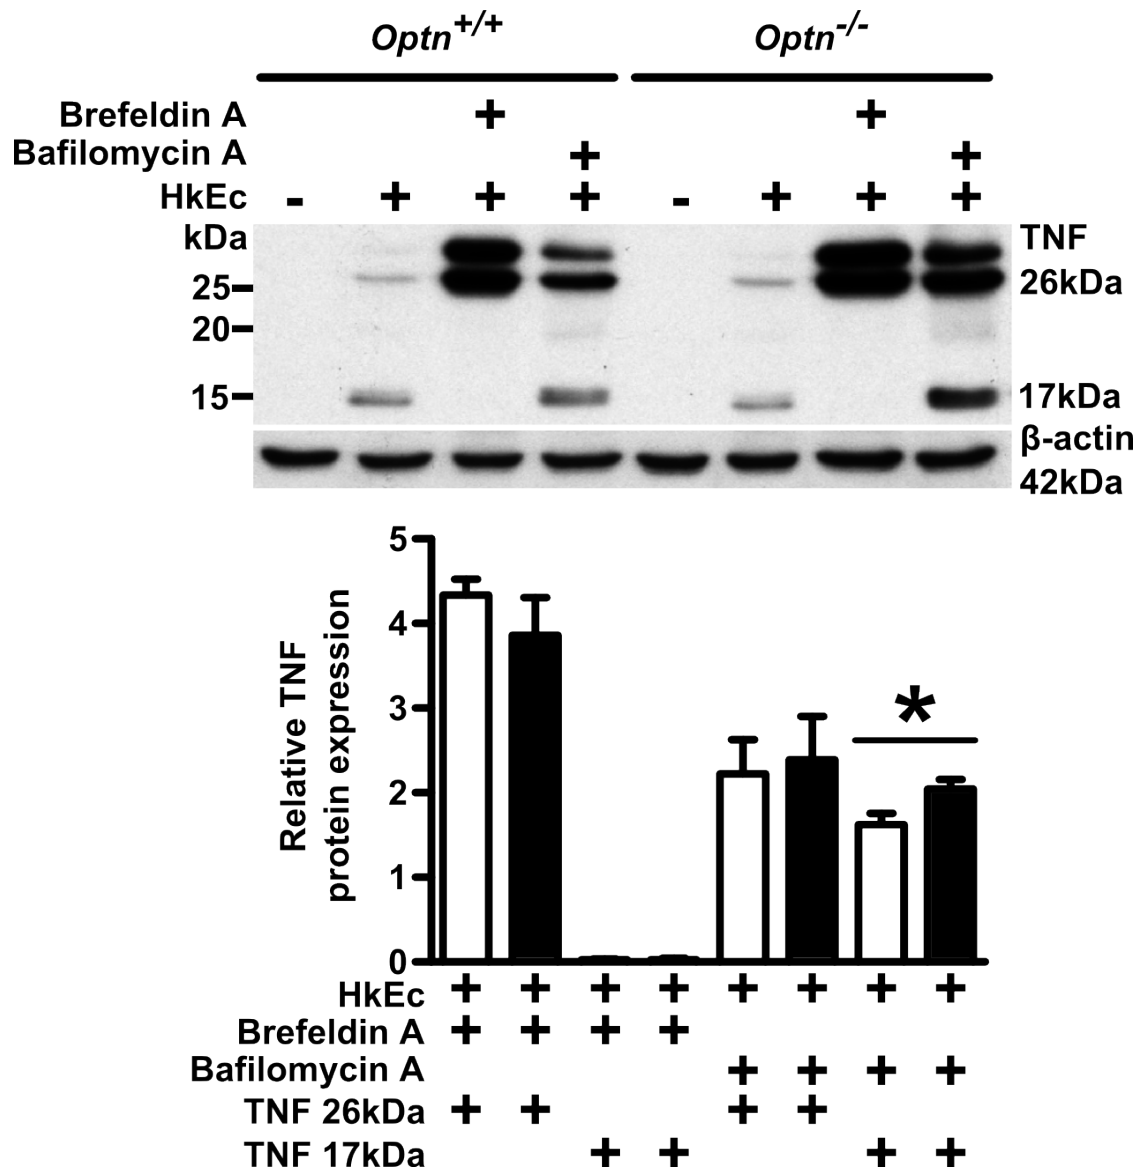 Optn+/+ Optn-/-
Brefeldin A + +
Bafilomycin A + +
HkEc - + + + - + + +
kDa TNF
25 26kDa
20
15 17kDa
β-actin
42kDa
5
4
3
2
1
0
Relative TNF
protein expression
*
HkEc + + + + + + + +
Brefeldin A + + + +
Bafilomycin A + + + +
TNF 26kDa + + + +
TNF 17kDa + + + +